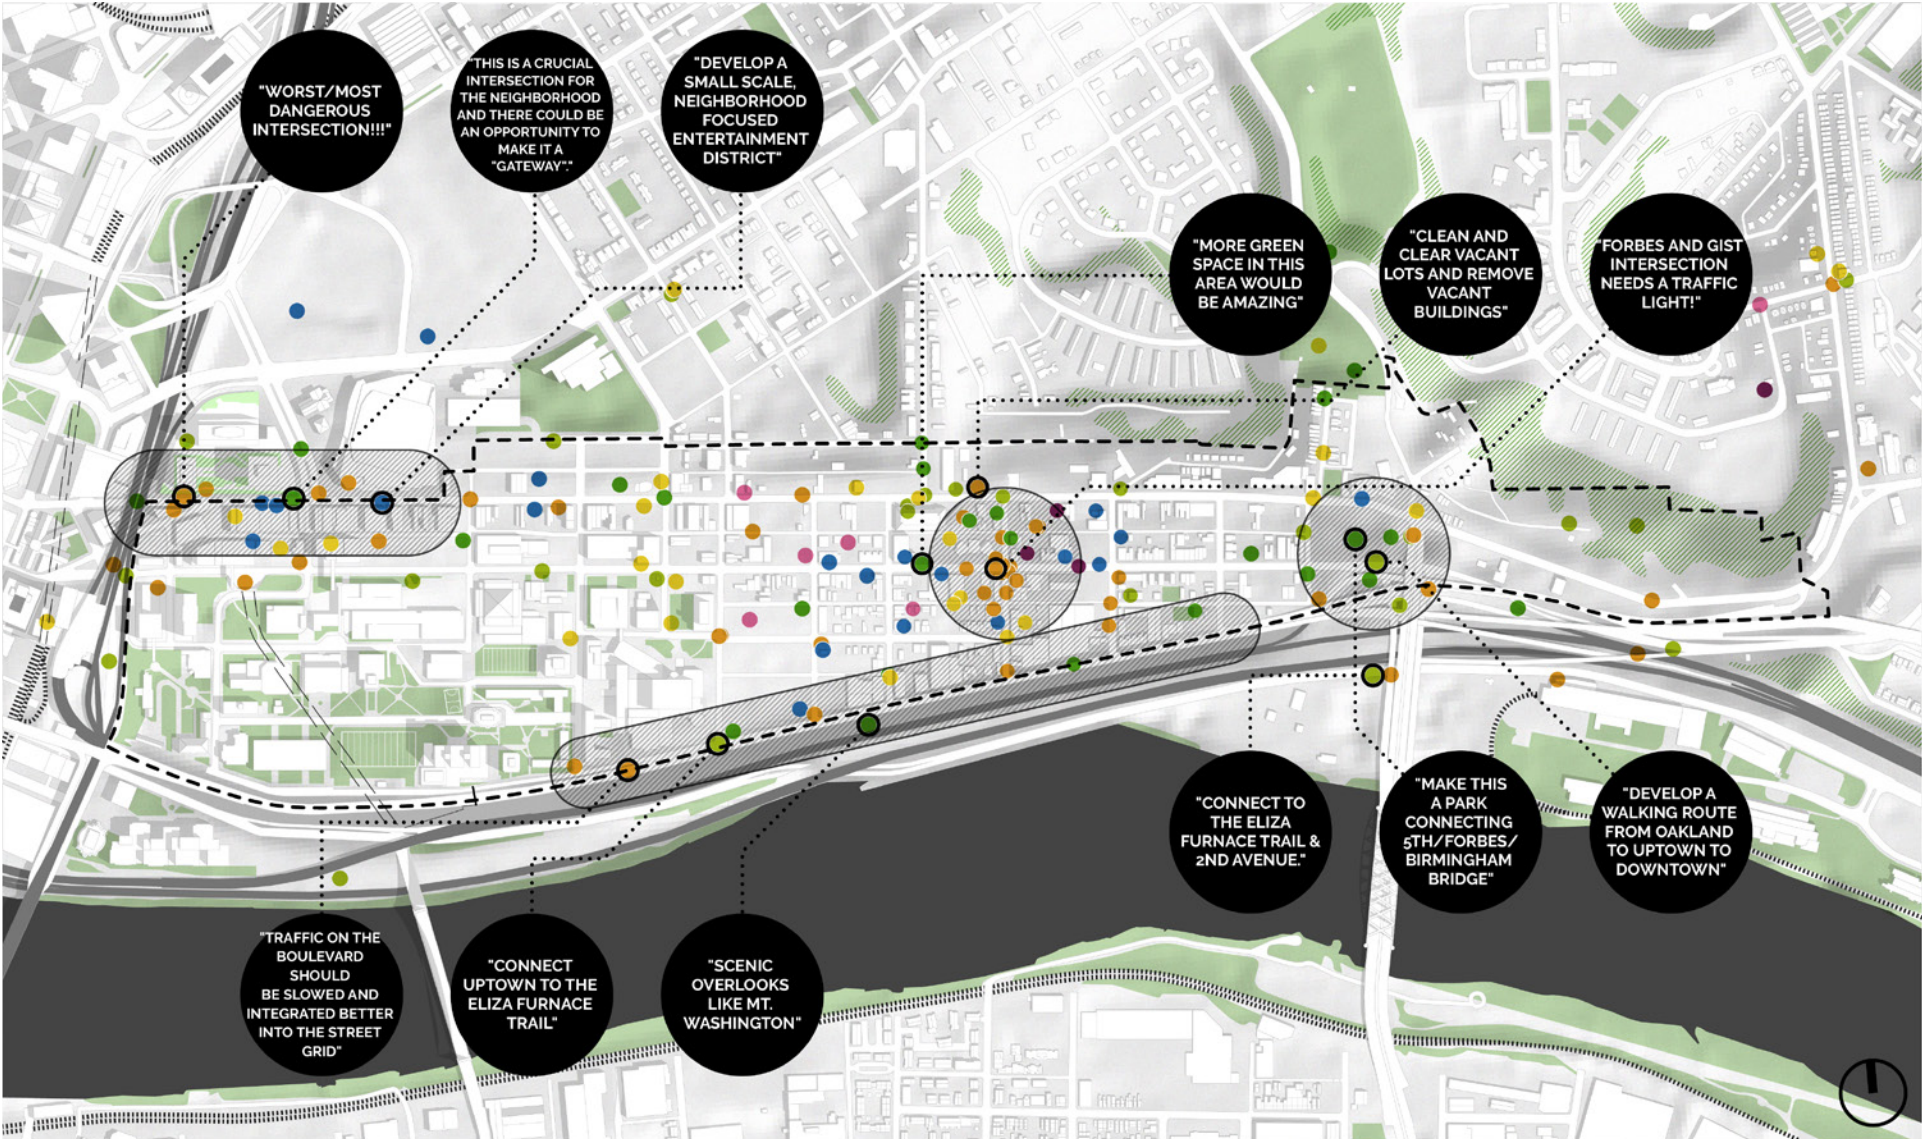 "WORST/MOST
DANGEROUS
INTERSECTION!!!"
"THIS IS A CRUCIAL
INTERSECTION FOR
THE NEIGHBORHOOD
AND THERE COULD BE
AN OPPORTUNITY TO
MAKE IT A
"GATEWAY"."
"DEVELOP A
SMALL SCALE,
NEIGHBORHOOD
FOCUSED
ENTERTAINMENT
DISTRICT"
"MORE GREEN
SPACE IN THIS
AREA WOULD
BE AMAZING"
"CLEAN AND
CLEAR VACANT
LOTS AND REMOVE
VACANT
BUILDINGS"
"FORBES AND GIST
INTERSECTION
NEEDS A TRAFFIC
LIGHT!"
"CONNECT TO
THE ELIZA
FURNACE TRAIL &
2ND AVENUE."
"MAKE THIS
A PARK
CONNECTING
5TH/FORBES/
BIRMINGHAM
BRIDGE"
"DEVELOP A
WALKING ROUTE
FROM OAKLAND
TO UPTOWN TO
DOWNTOWN"
"TRAFFIC ON THE
BOULEVARD
SHOULD
BE SLOWED AND
INTEGRATED BETTER
INTO THE STREET
GRID"
"CONNECT
UPTOWN TO THE
ELIZA FURNACE
TRAIL"
"SCENIC
OVERLOOKS
LIKE MT.
WASHINGTON"